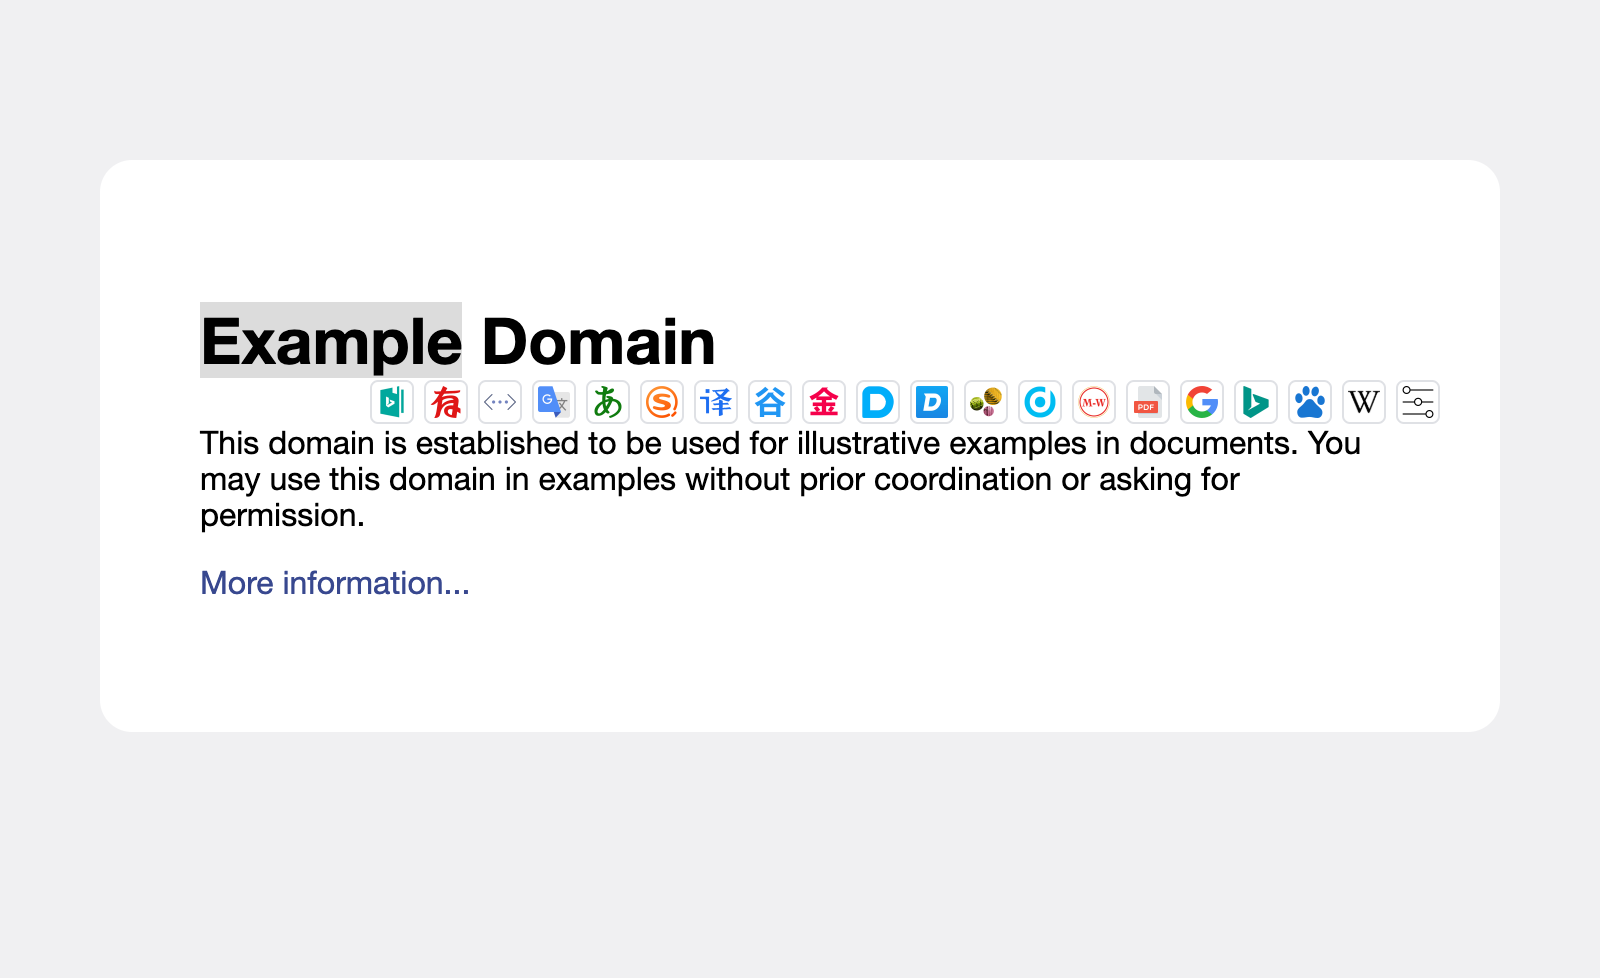 Example Domain
有 <···> G 文 あ S 译 谷 金 D D d M-W PDF G b W
This domain is established to be used for illustrative examples in documents. You
may use this domain in examples without prior coordination or asking for
permission.
More information...